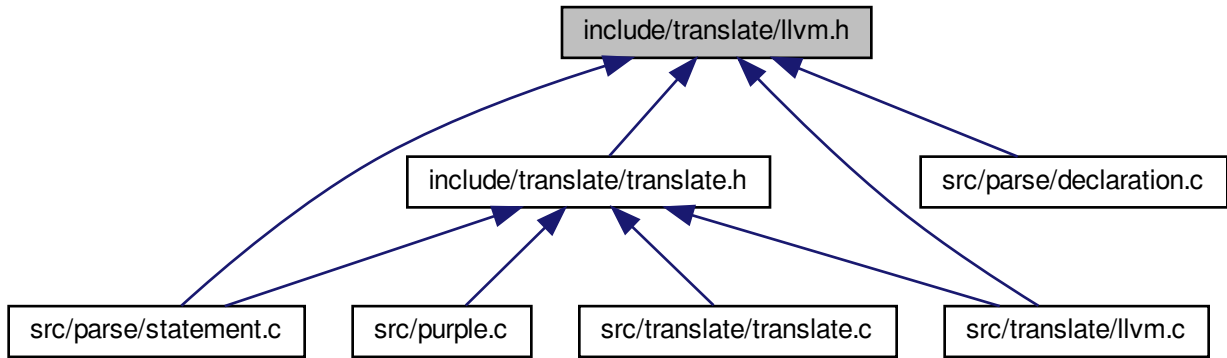 include/translate/llvm.h
include/translate/translate.h
src/parse/declaration.c
src/parse/statement.c
src/purple.c
src/translate/translate.c
src/translate/llvm.c